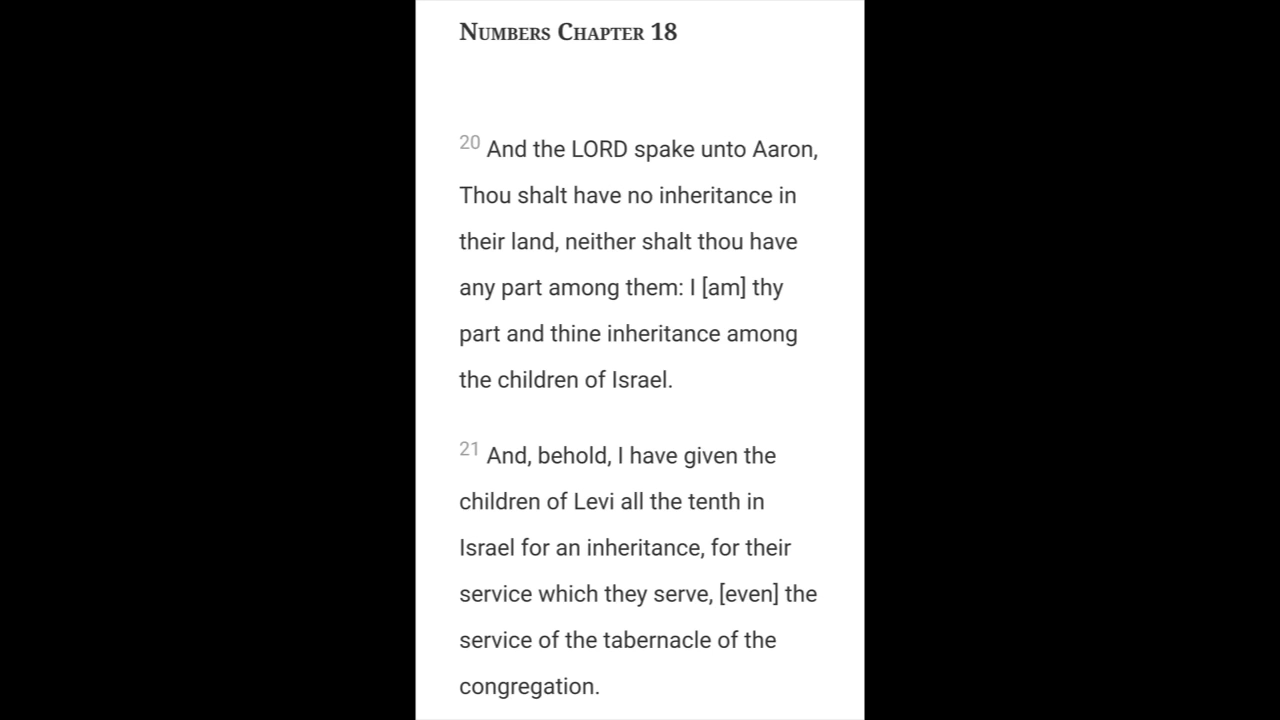 Numbers Chapter 18
20 And the LORD spake unto Aaron,
Thou shalt have no inheritance in
their land, neither shalt thou have
any part among them: I [am] thy
part and thine inheritance among
the children of Israel.
21 And, behold, I have given the
children of Levi all the tenth in
Israel for an inheritance, for their
service which they serve, [even] the
service of the tabernacle of the
congregation.